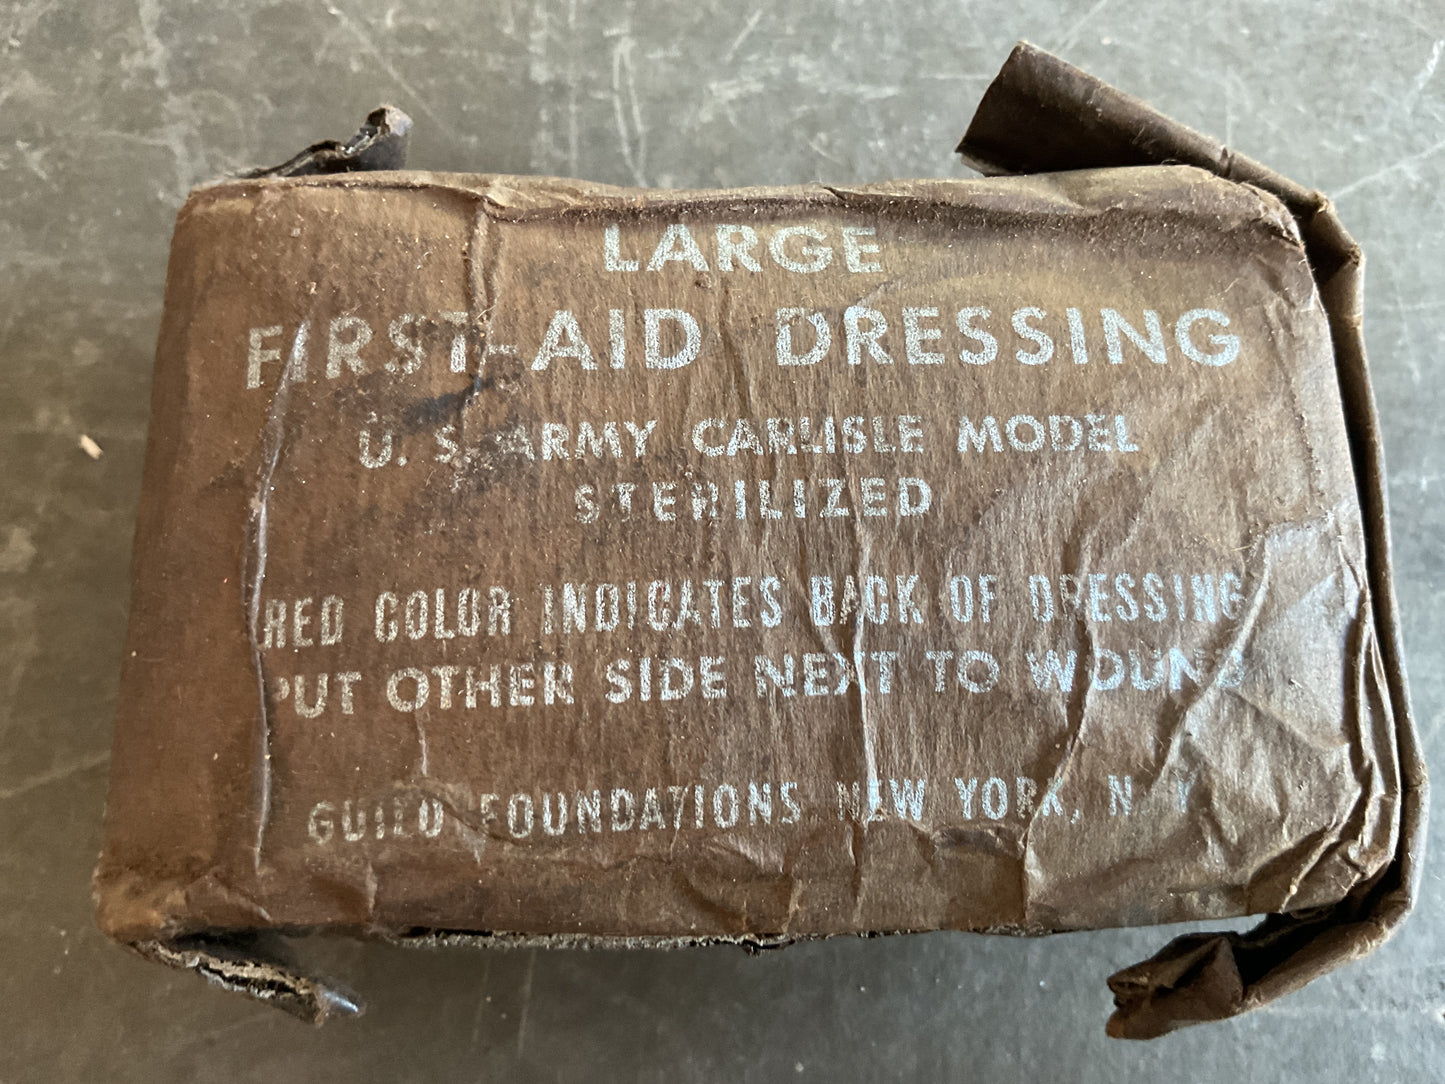 LARGE
FIRST-AID DRESSING
U. S. ARMY CARLISLE MODEL
STERILIZED
RED COLOR INDICATES BACK OF DRESSING
PUT OTHER SIDE NEXT TO WOUND
GUILD FOUNDATIONS NEW YORK, N. Y.